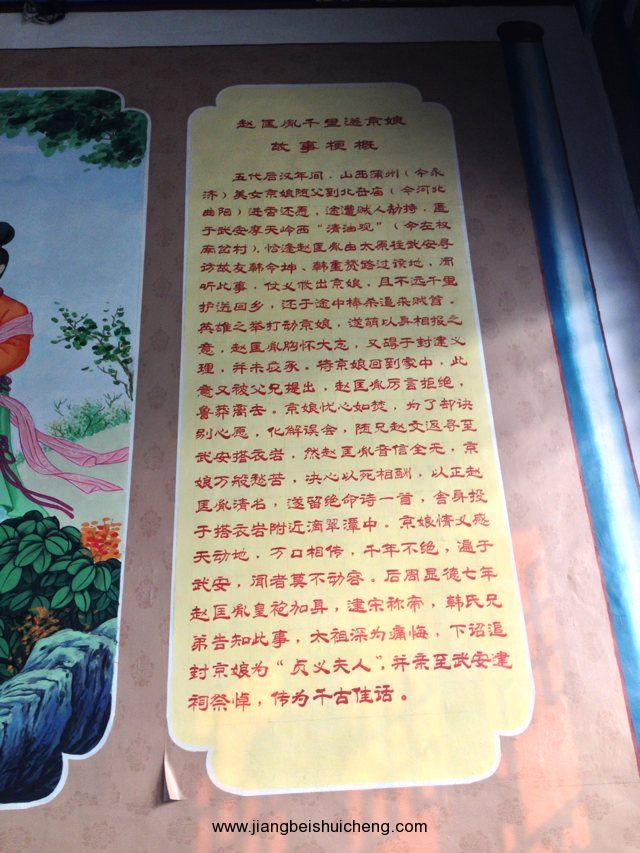 赵匡胤千里送京娘
故事梗概
五代后汉年间，山西蒲州（今永
济）美女京娘随父到北岳庙（今河北
曲阳）进香还愿，途遭贼人劫持，匿
于武安摩天岭西“清油观”（今左权
南岔村）。恰逢赵匡胤由太原往武安寻
访故友韩令坤、韩重赟路过该地，闻
听此事，仗义救出京娘，且不远千里
护送回乡，还于途中棒杀追来贼首。
英雄之举打动京娘，遂萌以身相报之
意，赵匡胤胸怀大志，又碍于封建义
理，并未应承。待京娘回到家中，此
意又被父兄提出，赵匡胤厉言拒绝，
鲁莽离去。京娘忧心如焚，为了却诀
别心愿，化解误会，随兄赵文返寻至
武安搭衣岩，然赵匡胤音信全无，京
娘万般愁苦，决心以死相酬，以正赵
匡胤清名，遂留绝命诗一首，舍身投
于搭衣岩附近滴翠潭中。京娘情义感
天动地，万口相传，千年不绝，遍于
武安，闻者莫不动容。后周显德七年
赵匡胤皇袍加身，建宋称帝，韩氏兄
弟告知此事，太祖深为痛悔，下诏追
封京娘为“贞义夫人”，并亲至武安建
祠祭悼，传为千古佳话。
www.jiangbeishuicheng.com